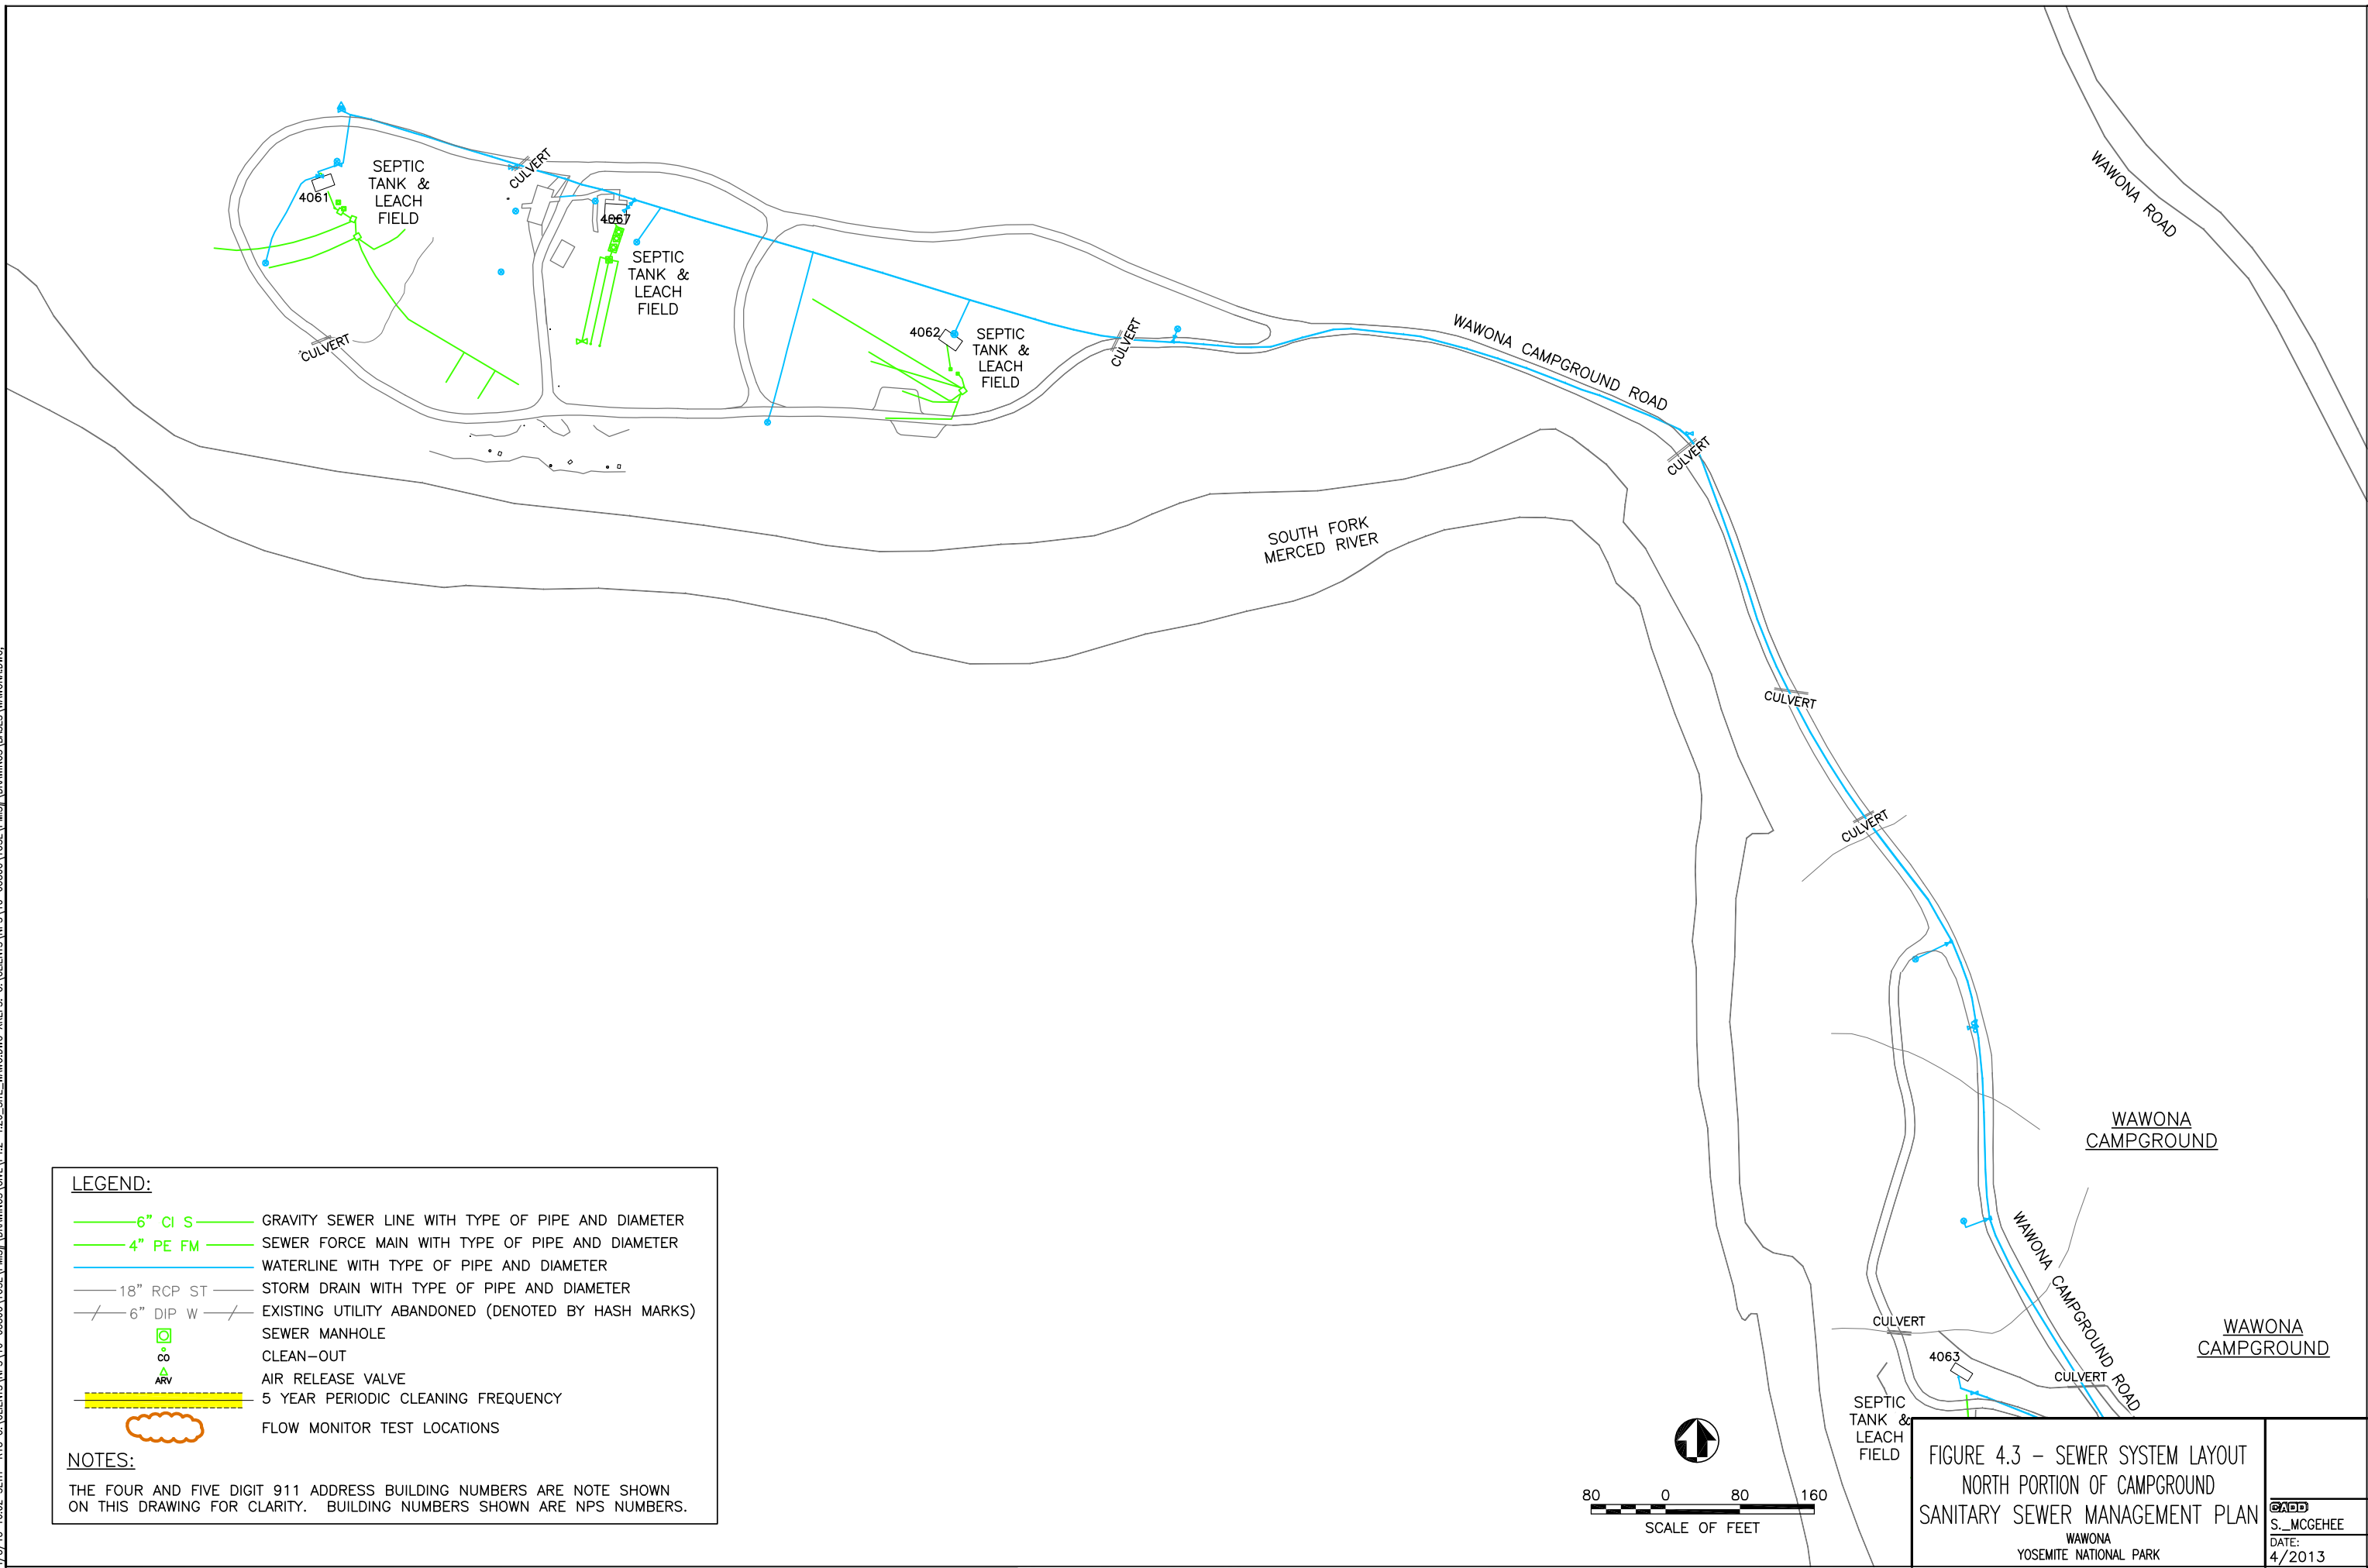 WAWONA ROAD
CULVERT
SEPTIC
TANK &
LEACH
FIELD
4061
4067
SEPTIC
TANK &
LEACH
FIELD
CULVERT
4062
SEPTIC
TANK &
LEACH
FIELD
CULVERT
WAWONA CAMPGROUND ROAD
CULVERT
SOUTH FORK
MERCED RIVER
CULVERT
CULVERT
WAWONA
CAMPGROUND
WAWONA CAMPGROUND ROAD
CULVERT
WAWONA
CAMPGROUND
4063
CULVERT
SEPTIC
TANK &
LEACH
FIELD
LEGEND:
6" CI S GRAVITY SEWER LINE WITH TYPE OF PIPE AND DIAMETER
4" PE FM SEWER FORCE MAIN WITH TYPE OF PIPE AND DIAMETER
WATERLINE WITH TYPE OF PIPE AND DIAMETER
18" RCP ST STORM DRAIN WITH TYPE OF PIPE AND DIAMETER
6" DIP W EXISTING UTILITY ABANDONED (DENOTED BY HASH MARKS)
SEWER MANHOLE
CO CLEAN-OUT
ARV AIR RELEASE VALVE
5 YEAR PERIODIC CLEANING FREQUENCY
FLOW MONITOR TEST LOCATIONS
NOTES:
THE FOUR AND FIVE DIGIT 911 ADDRESS BUILDING NUMBERS ARE NOTE SHOWN
ON THIS DRAWING FOR CLARITY. BUILDING NUMBERS SHOWN ARE NPS NUMBERS.
80 0 80 160
SCALE OF FEET
FIGURE 4.3 - SEWER SYSTEM LAYOUT
NORTH PORTION OF CAMPGROUND
SANITARY SEWER MANAGEMENT PLAN
WAWONA
YOSEMITE NATIONAL PARK
CADD
S._MCGEHEE
DATE:
4/2013